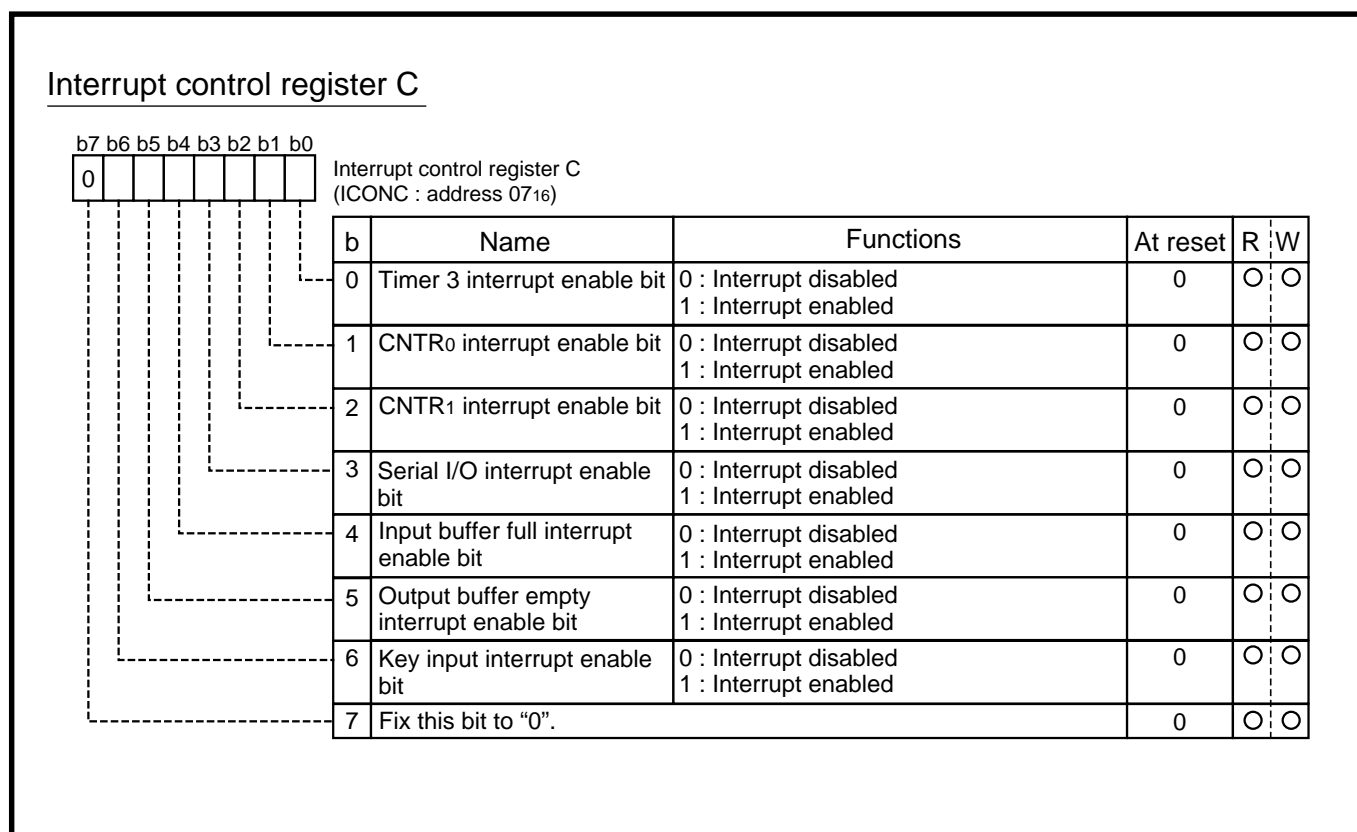 Interrupt control register C
b7 b6 b5 b4 b3 b2 b1 b0
0
Interrupt control register C
(ICONC : address 0716)
b Name Functions At reset R W
0 Timer 3 interrupt enable bit 0 : Interrupt disabled 0 ○ ○
1 : Interrupt enabled
1 CNTR0 interrupt enable bit 0 : Interrupt disabled 0 ○ ○
1 : Interrupt enabled
2 CNTR1 interrupt enable bit 0 : Interrupt disabled 0 ○ ○
1 : Interrupt enabled
3 Serial I/O interrupt enable 0 : Interrupt disabled 0 ○ ○
bit 1 : Interrupt enabled
4 Input buffer full interrupt 0 : Interrupt disabled 0 ○ ○
enable bit 1 : Interrupt enabled
5 Output buffer empty 0 : Interrupt disabled 0 ○ ○
interrupt enable bit 1 : Interrupt enabled
6 Key input interrupt enable 0 : Interrupt disabled 0 ○ ○
bit 1 : Interrupt enabled
7 Fix this bit to “0”. 0 ○ ○